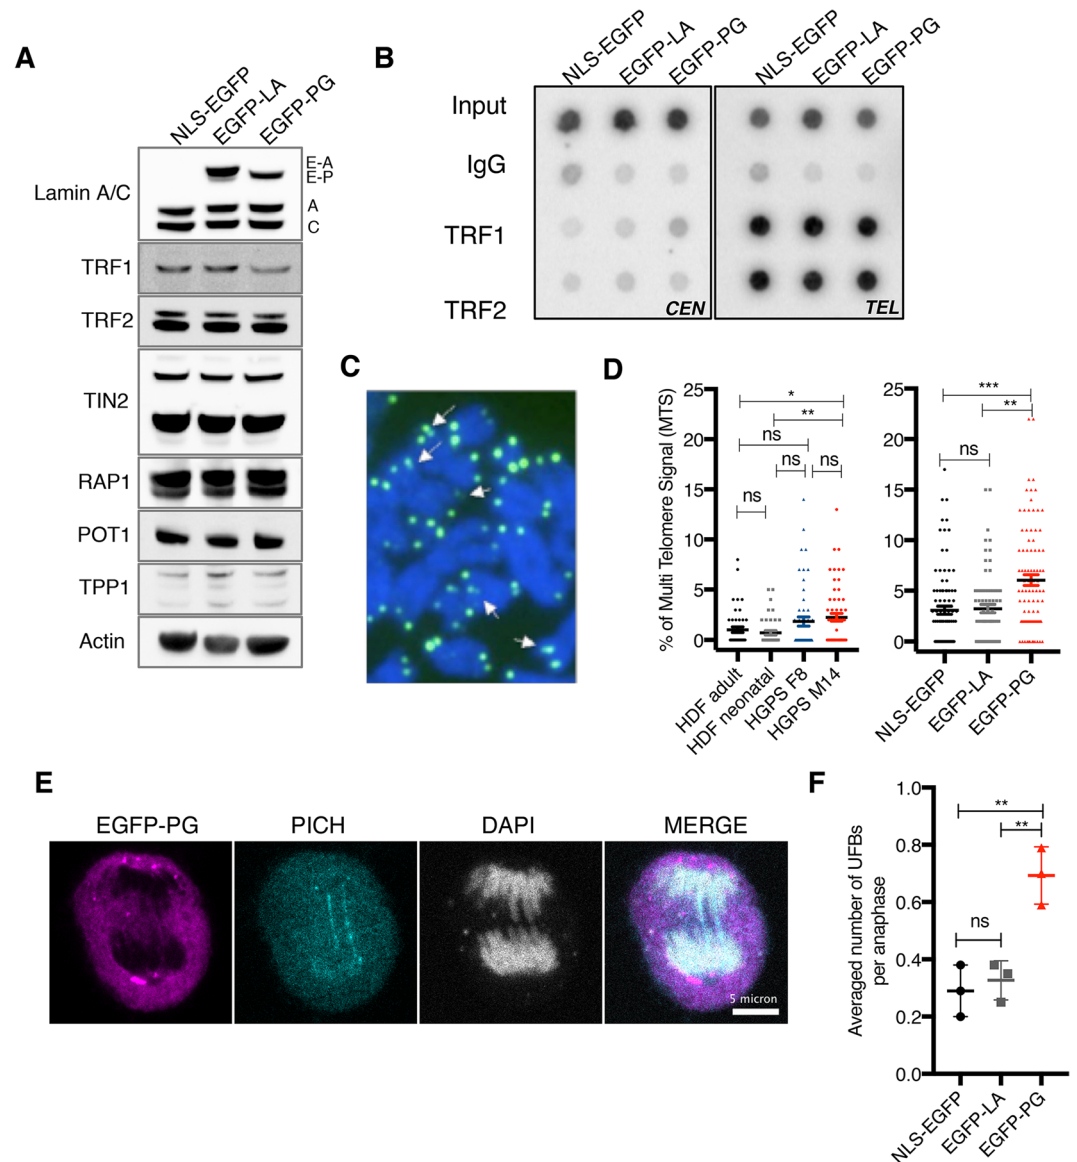 A
NLS-EGFP
EGFP-LA
EGFP-PG
Lamin A/C
E-A
E-P
A
C
TRF1
TRF2
TIN2
RAP1
POT1
TPP1
Actin
B
NLS-EGFP
EGFP-LA
EGFP-PG
NLS-EGFP
EGFP-LA
EGFP-PG
Input
IgG
TRF1
TRF2
CEN
TEL
C
D
% of Multi Telomere Signal (MTS)
25
20
15
10
5
0
*
**
ns
ns
ns
ns
HDF adult
HDF neonatal
HGPS F8
HGPS M14
25
20
15
10
5
0
***
**
ns
NLS-EGFP
EGFP-LA
EGFP-PG
E
EGFP-PG
PICH
DAPI
MERGE
5 micron
F
Averaged number of UFBs
per anaphase
1.0
0.8
0.6
0.4
0.2
0.0
**
**
ns
NLS-EGFP
EGFP-LA
EGFP-PG